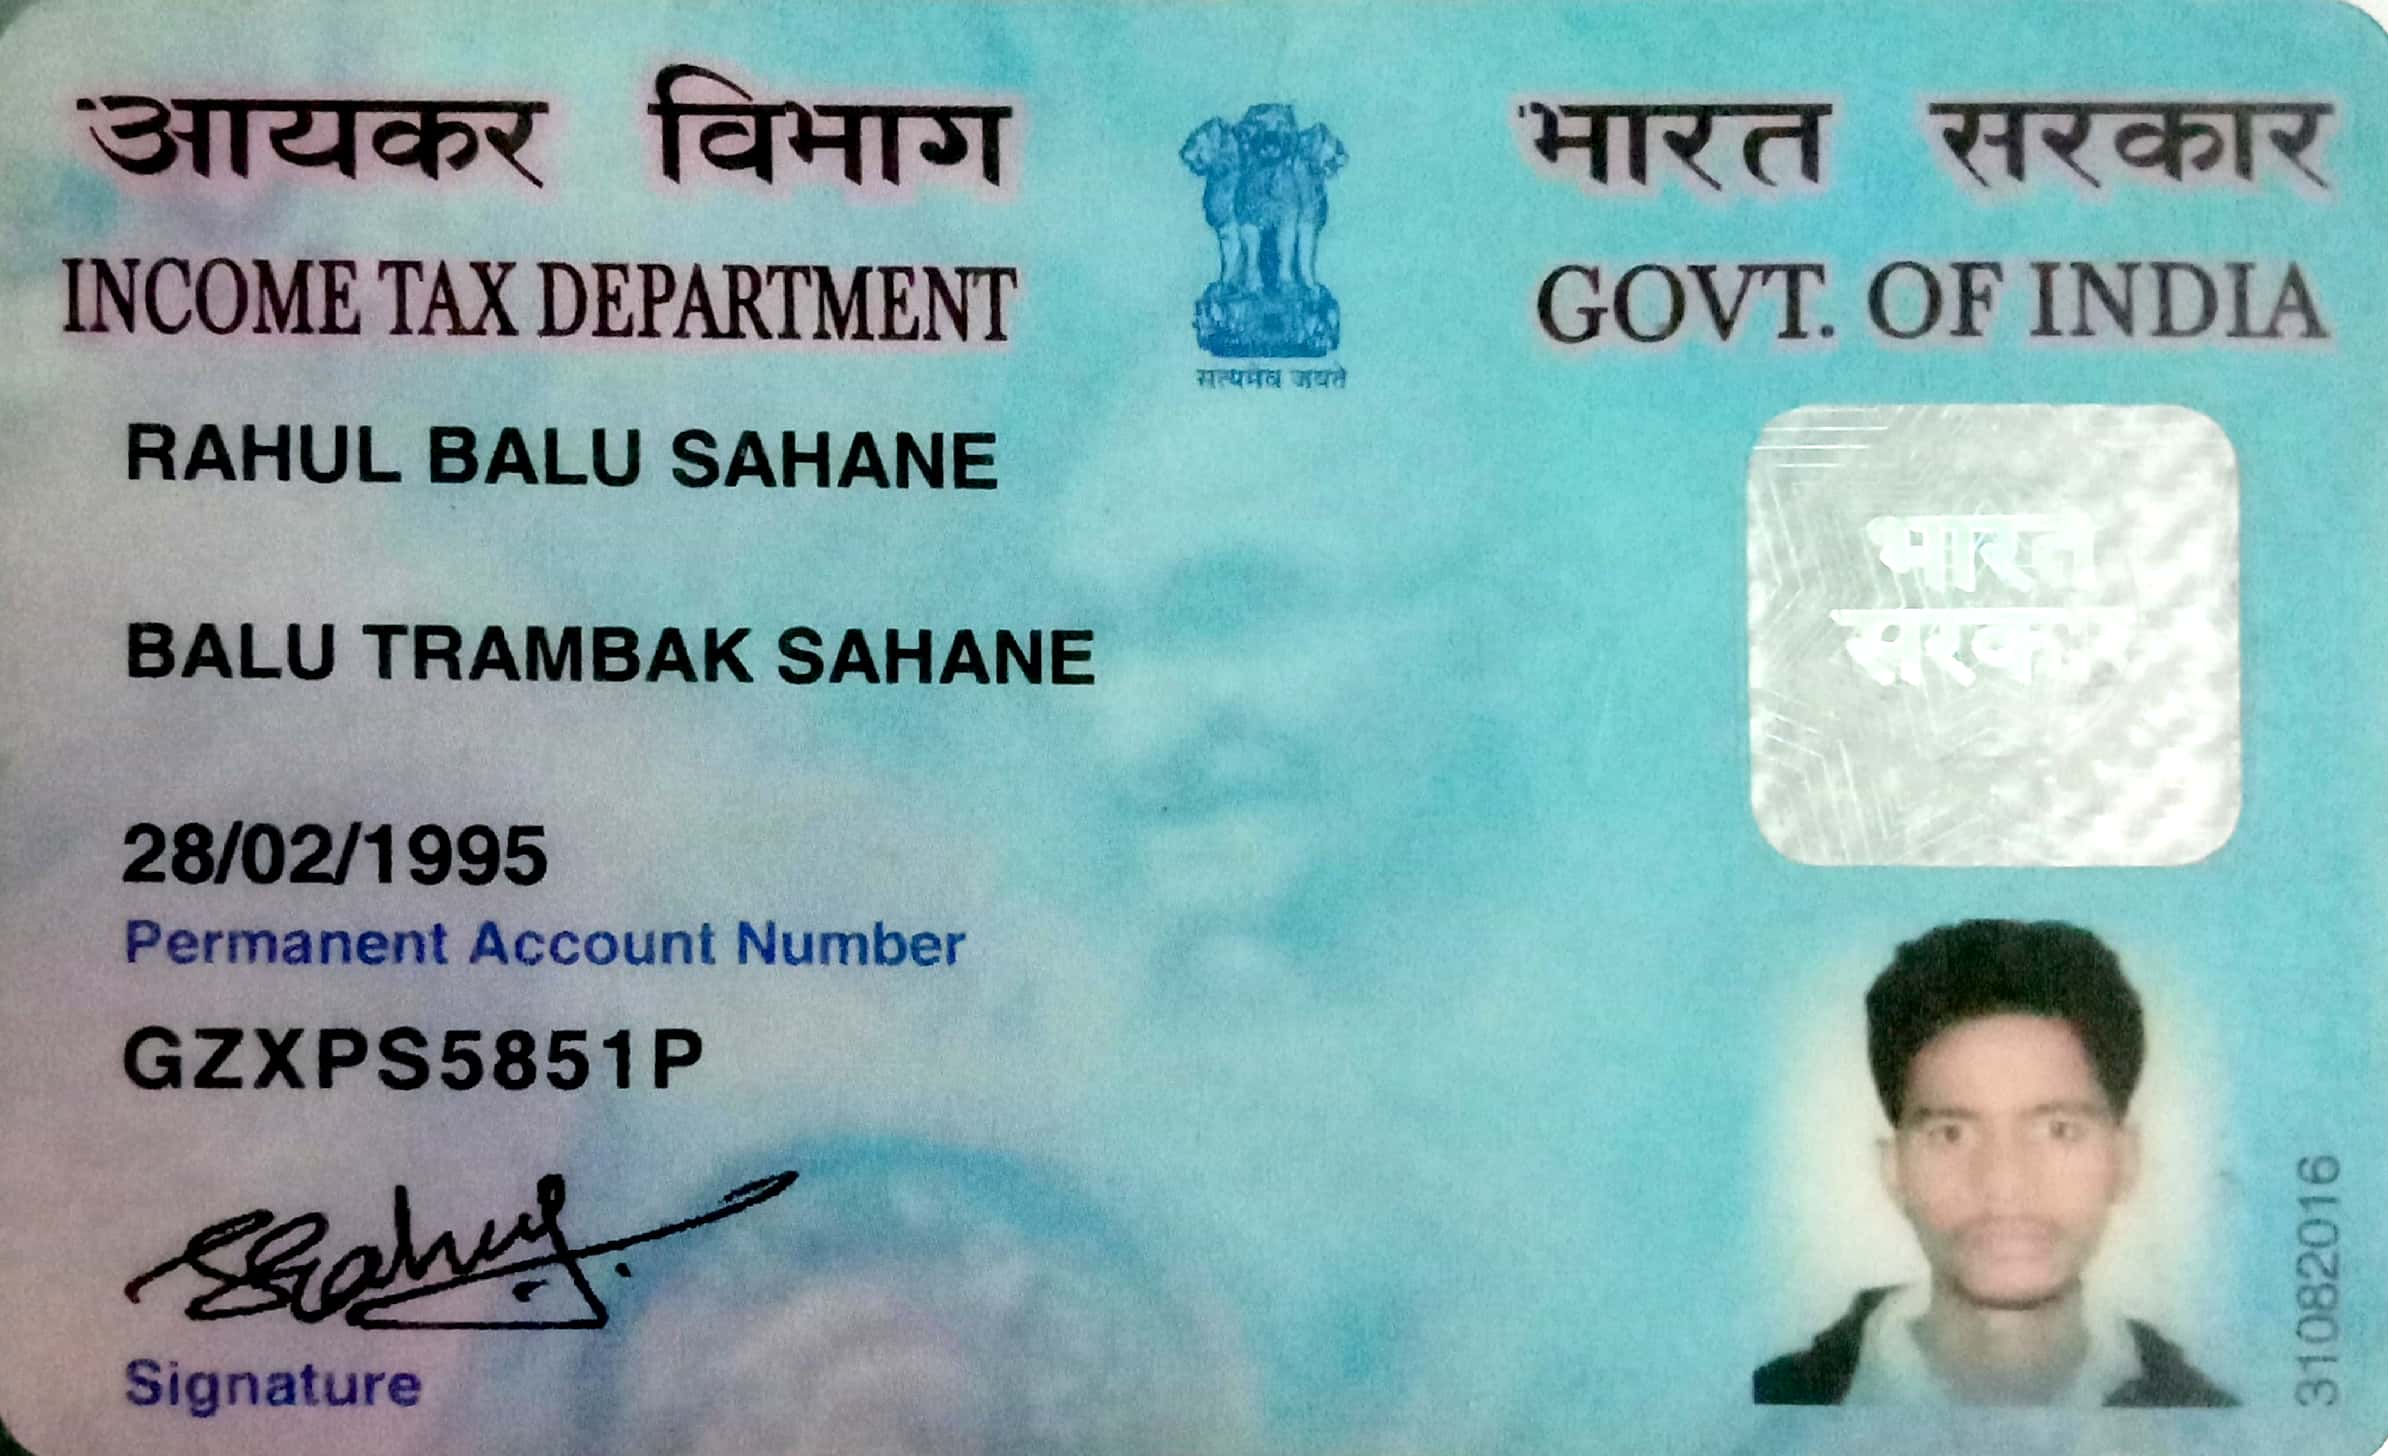 आयकर विभाग
INCOME TAX DEPARTMENT
भारत सरकार
GOVT. OF INDIA
सत्यमेव जयते
RAHUL BALU SAHANE
BALU TRAMBAK SAHANE
28/02/1995
Permanent Account Number
GZXPS5851P
Signature
भारत
सरकार
31082016